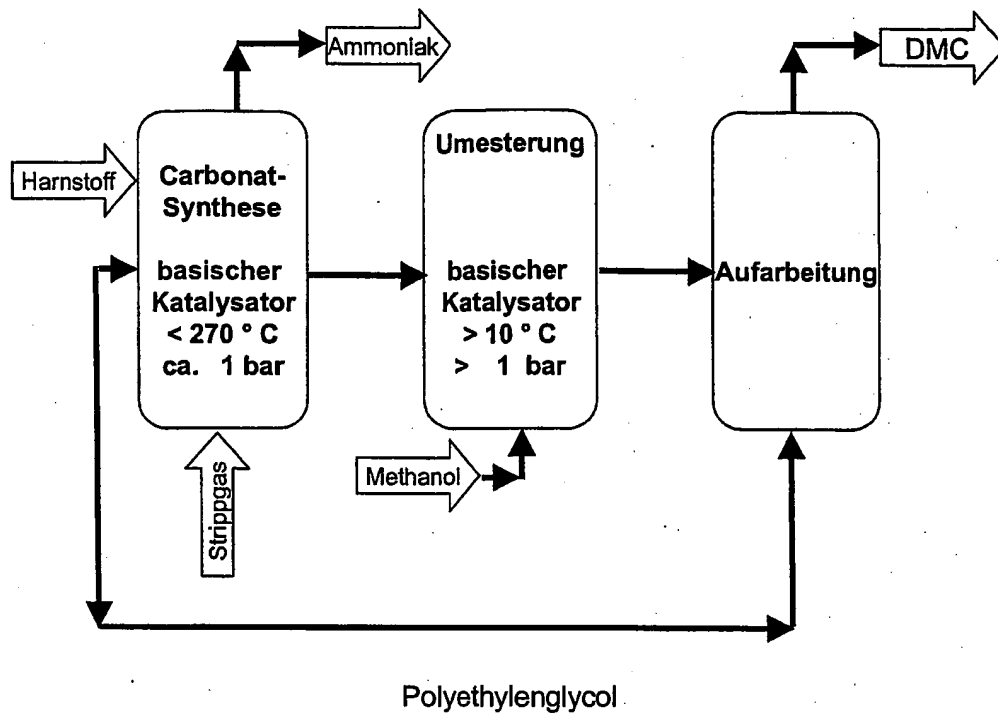 Ammoniak
DMC
Harnstoff
Carbonat-
Synthese
basischer
Katalysator
< 270 ° C
ca. 1 bar
Umesterung
basischer
Katalysator
> 10 ° C
> 1 bar
Aufarbeitung
Strippgas
Methanol
Polyethylenglycol